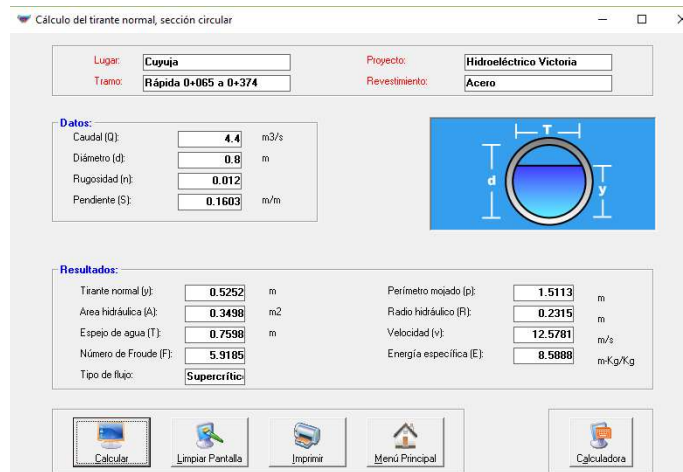 Cálculo del tirante normal, sección circular
Lugar: Cuyuja Proyecto: Hidroeléctrico Victoria
Tramo: Rápida 0+065 a 0+374 Revestimiento: Acero
Datos:
Caudal (Q): 4.4 m3/s
Diámetro (d): 0.8 m
Rugosidad (n): 0.012
Pendiente (S): 0.1603 m/m
T
d
y
Resultados:
Tirante normal (y): 0.5252 m Perímetro mojado (p): 1.5113 m
Area hidráulica (A): 0.3498 m2 Radio hidráulico (R): 0.2315 m
Espejo de agua (T): 0.7598 m Velocidad (v): 12.5781 m/s
Número de Froude (F): 5.9185 Energía específica (E): 8.5888 m-Kg/Kg
Tipo de flujo: Supercrític
Calcular Limpiar Pantalla Imprimir Menú Principal Calculadora